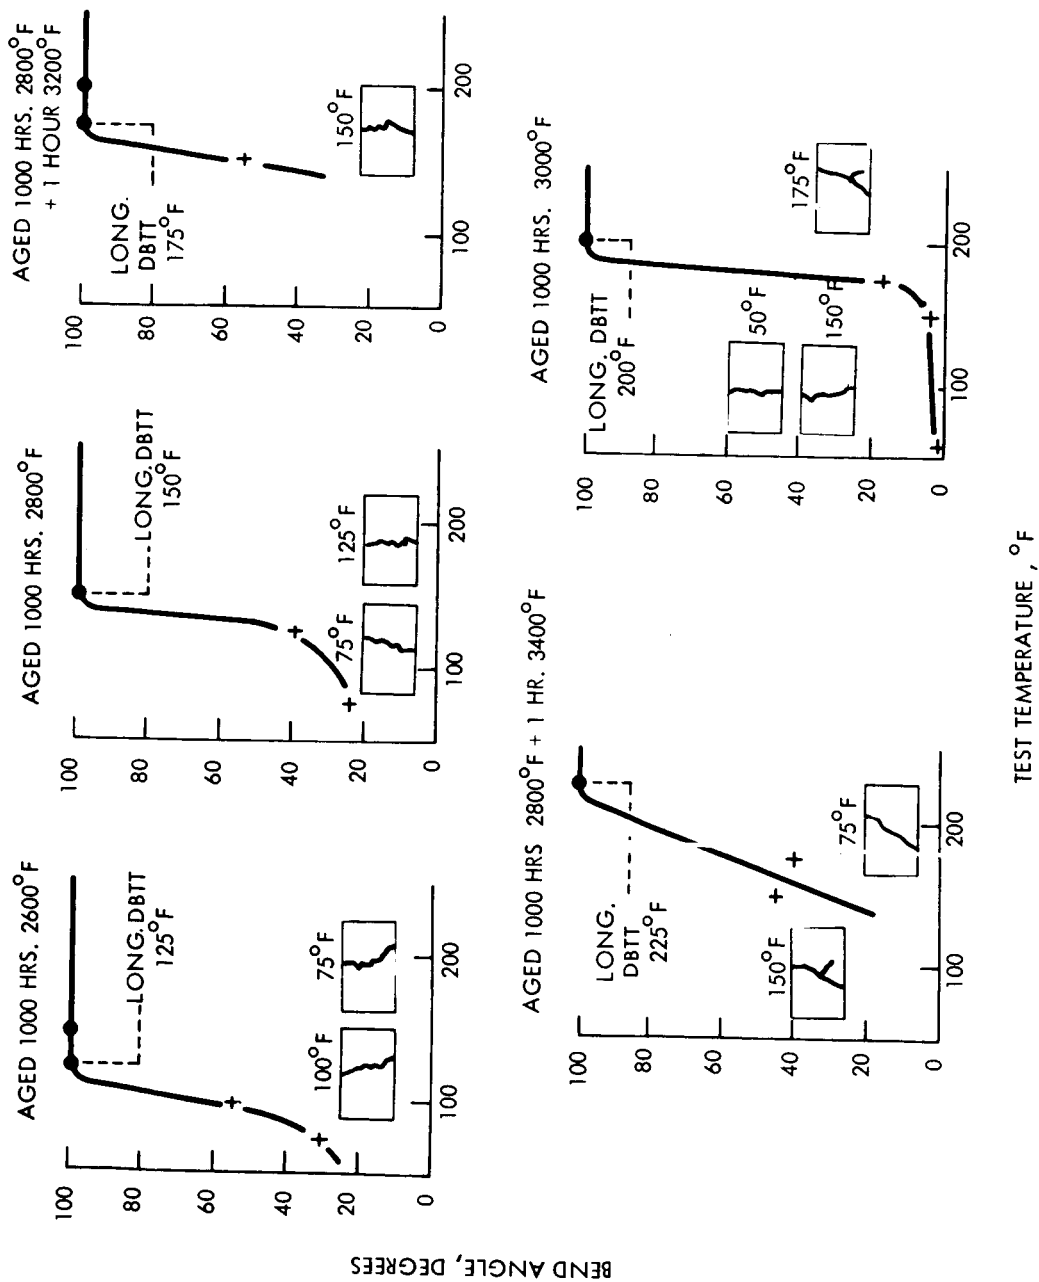 AGED 1000 HRS. 2600°F
100
80
60
40
20
0
LONG. DBTT
125°F
100°F
75°F
100
200
AGED 1000 HRS. 2800°F
100
80
60
40
20
0
LONG. DBTT
150°F
75°F
125°F
100
200
AGED 1000 HRS. 2800°F
+ 1 HOUR 3200°F
100
80
60
40
20
0
LONG.
DBTT
175°F
150°F
100
200
BEND ANGLE, DEGREES
AGED 1000 HRS 2800°F + 1 HR. 3400°F
100
80
60
40
20
0
LONG.
DBTT
225°F
150°F
75°F
100
200
AGED 1000 HRS. 3000°F
100
80
60
40
20
0
LONG. DBTT
200°F
50°F
150°F
175°F
100
200
TEST TEMPERATURE, °F